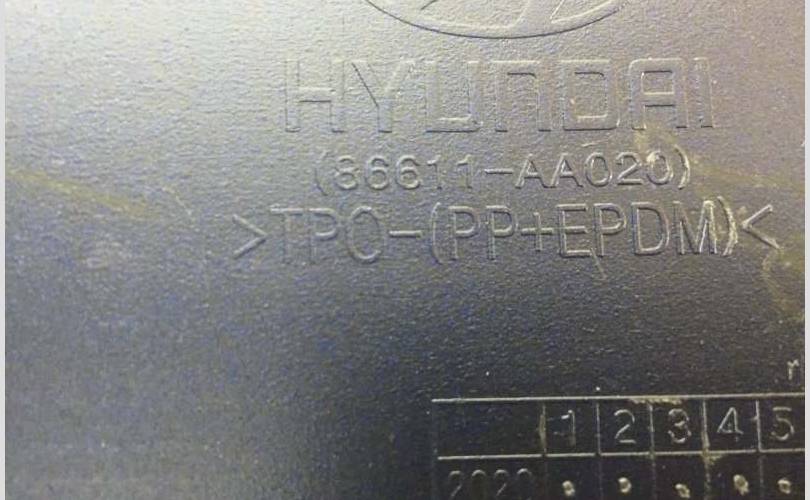 HYUNDAI
(86611-AA020)
>TPO-(PP+EPDM)<
1 2 3 4 5
2020